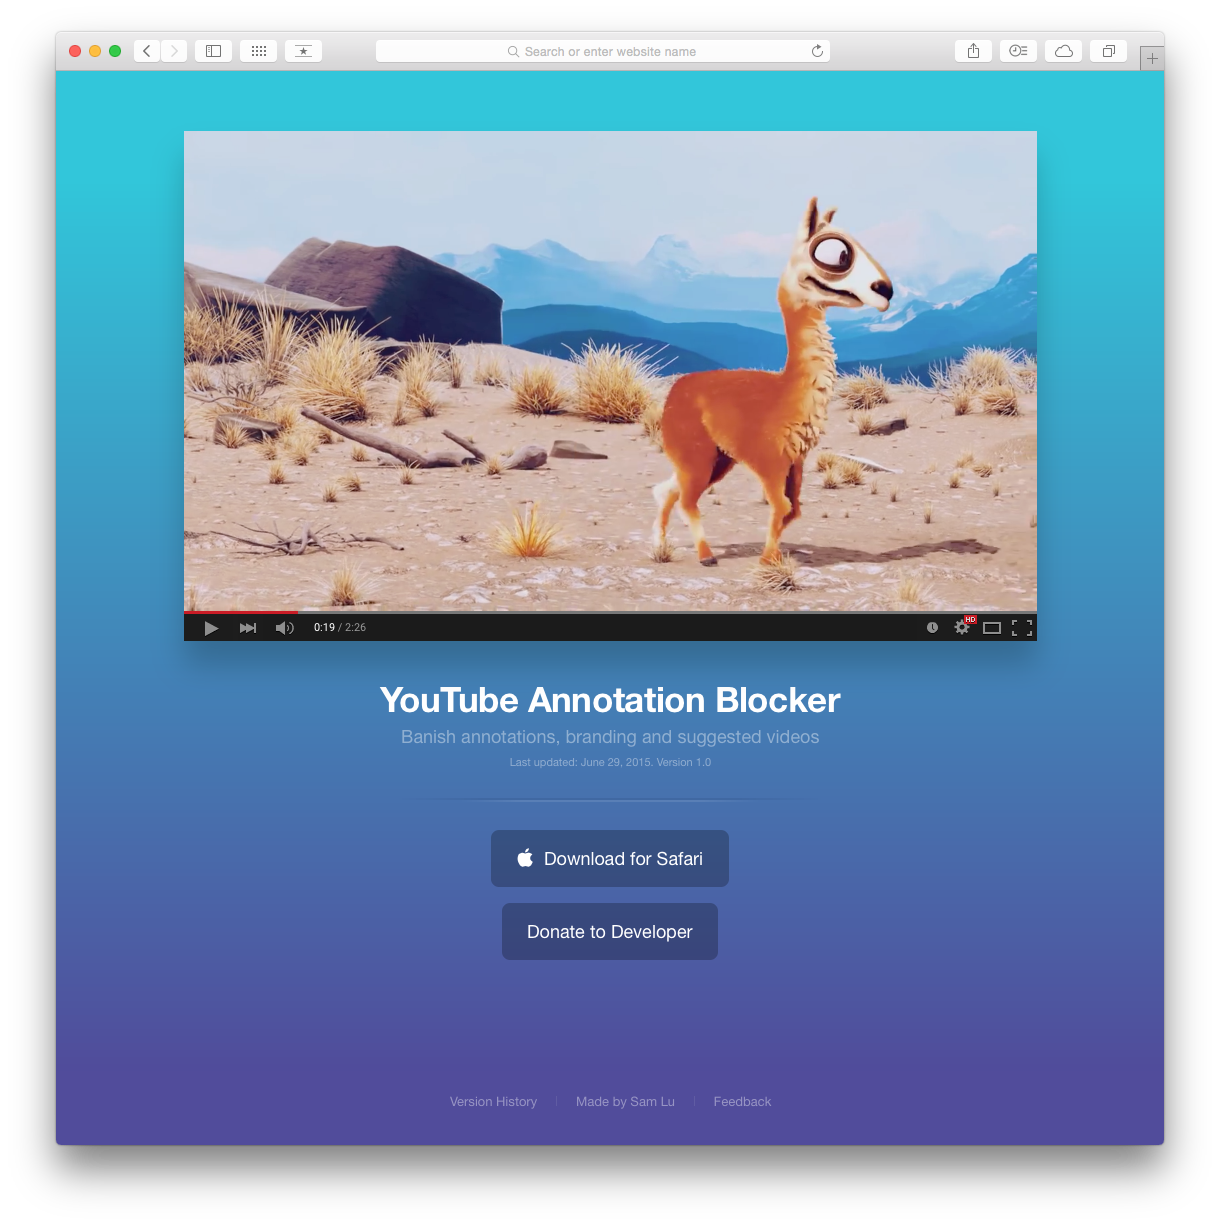 Search or enter website name
0:19 / 2:26
HD
YouTube Annotation Blocker
Banish annotations, branding and suggested videos
Last updated: June 29, 2015. Version 1.0
Download for Safari
Donate to Developer
Version History
Made by Sam Lu
Feedback